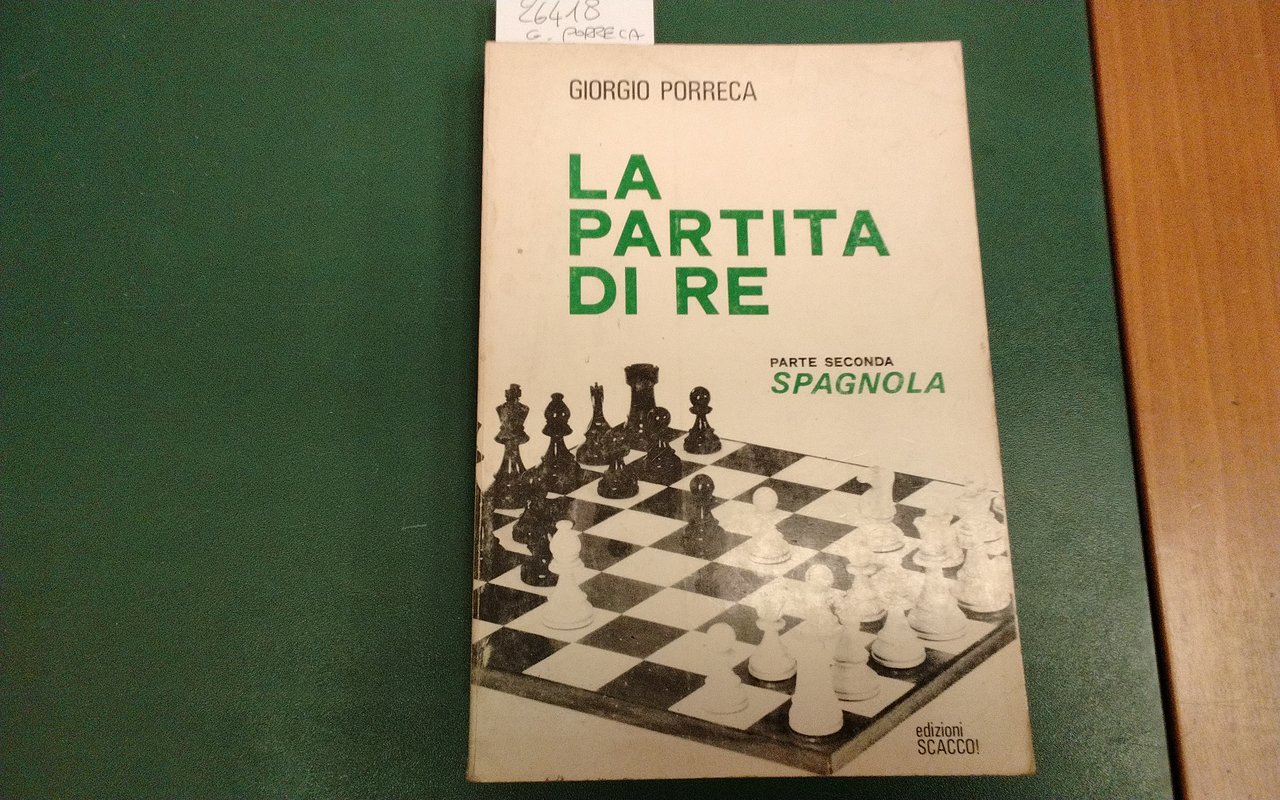 26418
G. PORRECA
GIORGIO PORRECA
LA
PARTITA
DI RE
PARTE SECONDA
SPAGNOLA
edizioni
SCACCO!